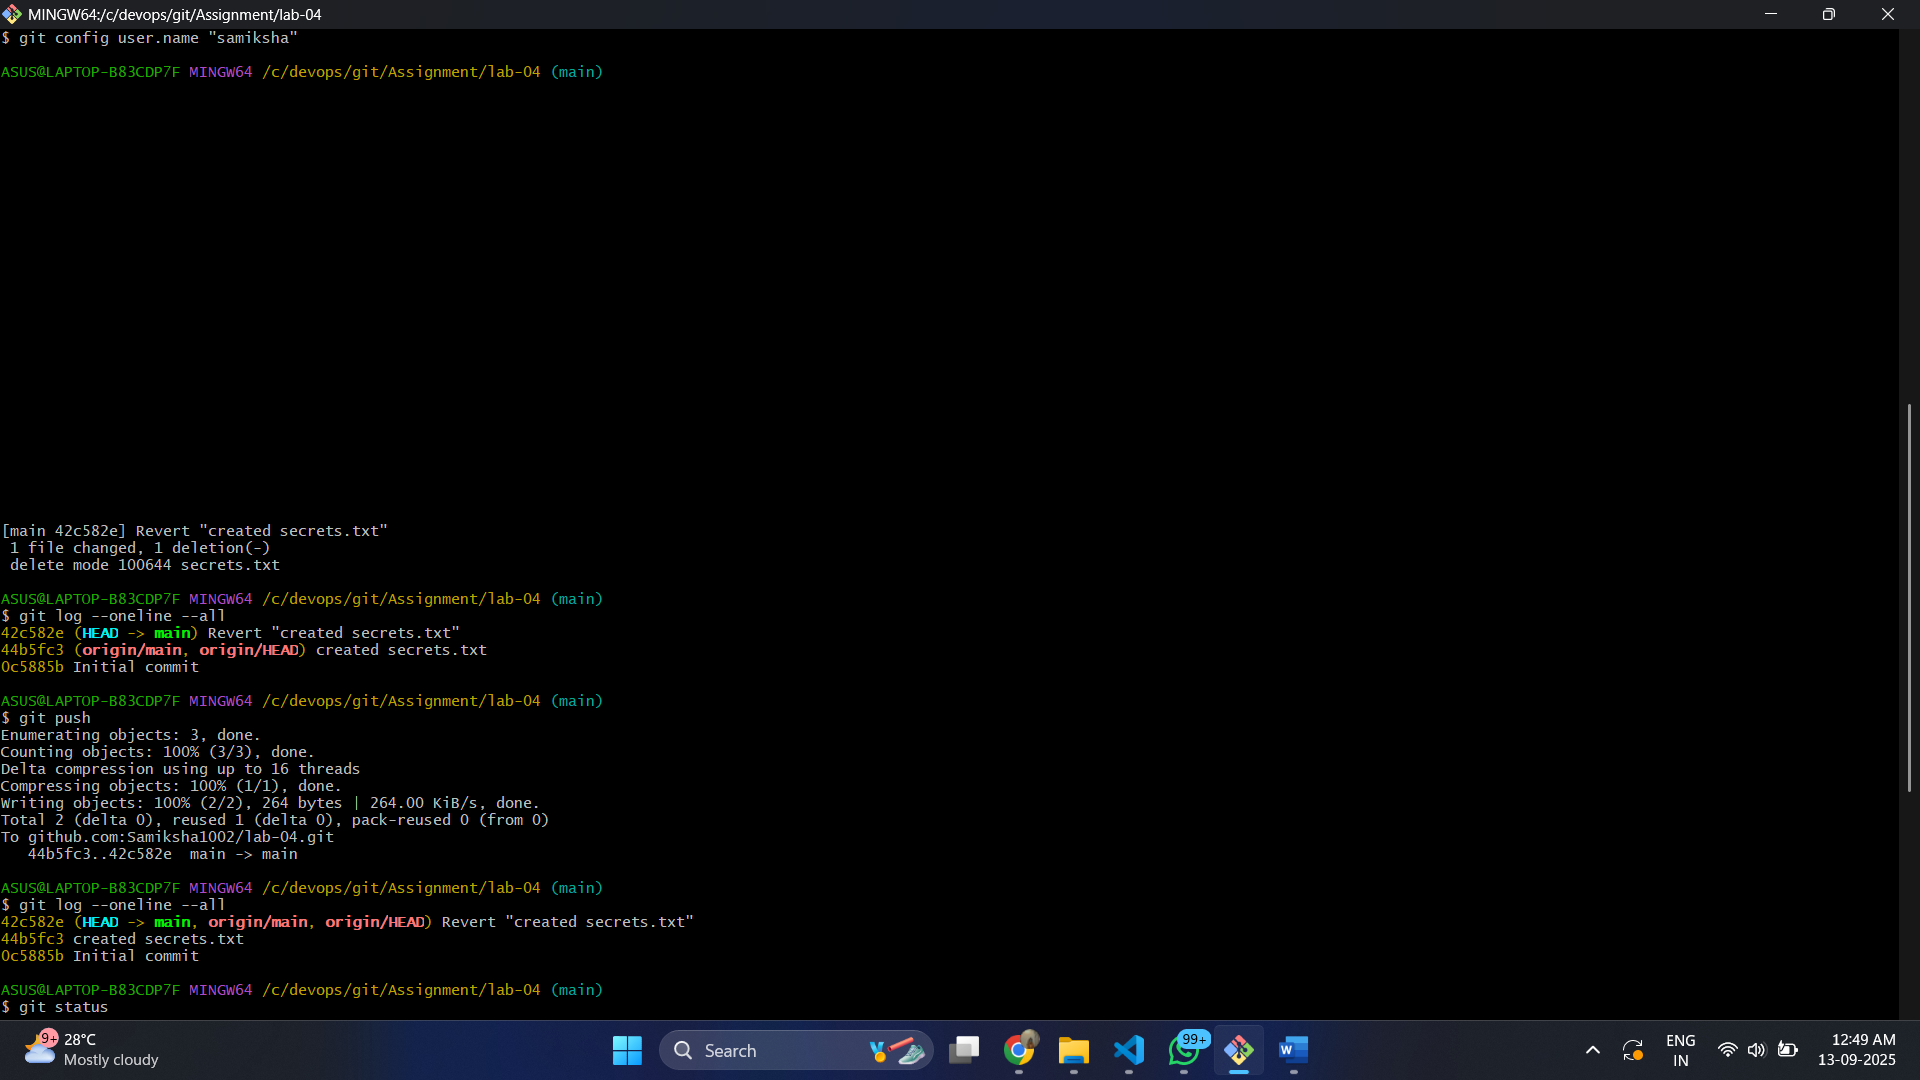 MINGW64:/c/devops/git/Assignment/lab-04
$ git config user.name "samiksha"
ASUS@LAPTOP-B83CDP7F MINGW64 /c/devops/git/Assignment/lab-04 (main)
[main 42c582e] Revert "created secrets.txt"
 1 file changed, 1 deletion(-)
 delete mode 100644 secrets.txt
ASUS@LAPTOP-B83CDP7F MINGW64 /c/devops/git/Assignment/lab-04 (main)
$ git log --oneline --all
42c582e (HEAD -> main) Revert "created secrets.txt"
44b5fc3 (origin/main, origin/HEAD) created secrets.txt
0c5885b Initial commit
ASUS@LAPTOP-B83CDP7F MINGW64 /c/devops/git/Assignment/lab-04 (main)
$ git push
Enumerating objects: 3, done.
Counting objects: 100% (3/3), done.
Delta compression using up to 16 threads
Compressing objects: 100% (1/1), done.
Writing objects: 100% (2/2), 264 bytes | 264.00 KiB/s, done.
Total 2 (delta 0), reused 1 (delta 0), pack-reused 0 (from 0)
To github.com:Samiksha1002/lab-04.git
   44b5fc3..42c582e  main -> main
ASUS@LAPTOP-B83CDP7F MINGW64 /c/devops/git/Assignment/lab-04 (main)
$ git log --oneline --all
42c582e (HEAD -> main, origin/main, origin/HEAD) Revert "created secrets.txt"
44b5fc3 created secrets.txt
0c5885b Initial commit
ASUS@LAPTOP-B83CDP7F MINGW64 /c/devops/git/Assignment/lab-04 (main)
$ git status
9+ 28°C
Mostly cloudy
Search
99+
W
ENG
IN
12:49 AM
13-09-2025